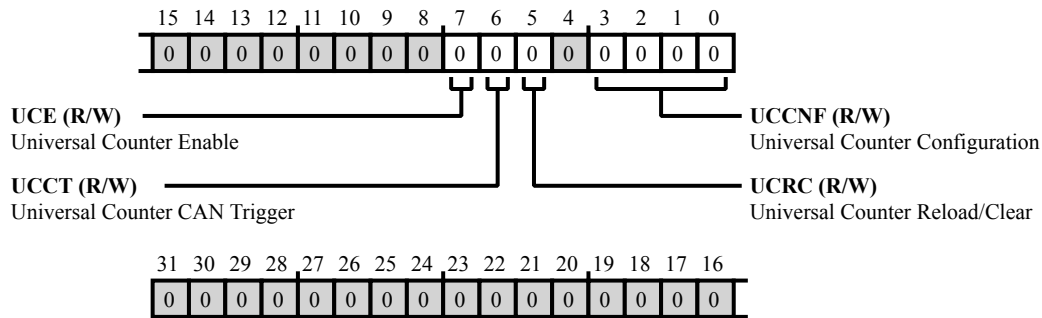 15 14 13 12 11 10 9 8 7 6 5 4 3 2 1 0
0 0 0 0 0 0 0 0 0 0 0 0 0 0 0 0
UCE (R/W)
Universal Counter Enable
UCCNF (R/W)
Universal Counter Configuration
UCCT (R/W)
Universal Counter CAN Trigger
UCRC (R/W)
Universal Counter Reload/Clear
31 30 29 28 27 26 25 24 23 22 21 20 19 18 17 16
0 0 0 0 0 0 0 0 0 0 0 0 0 0 0 0